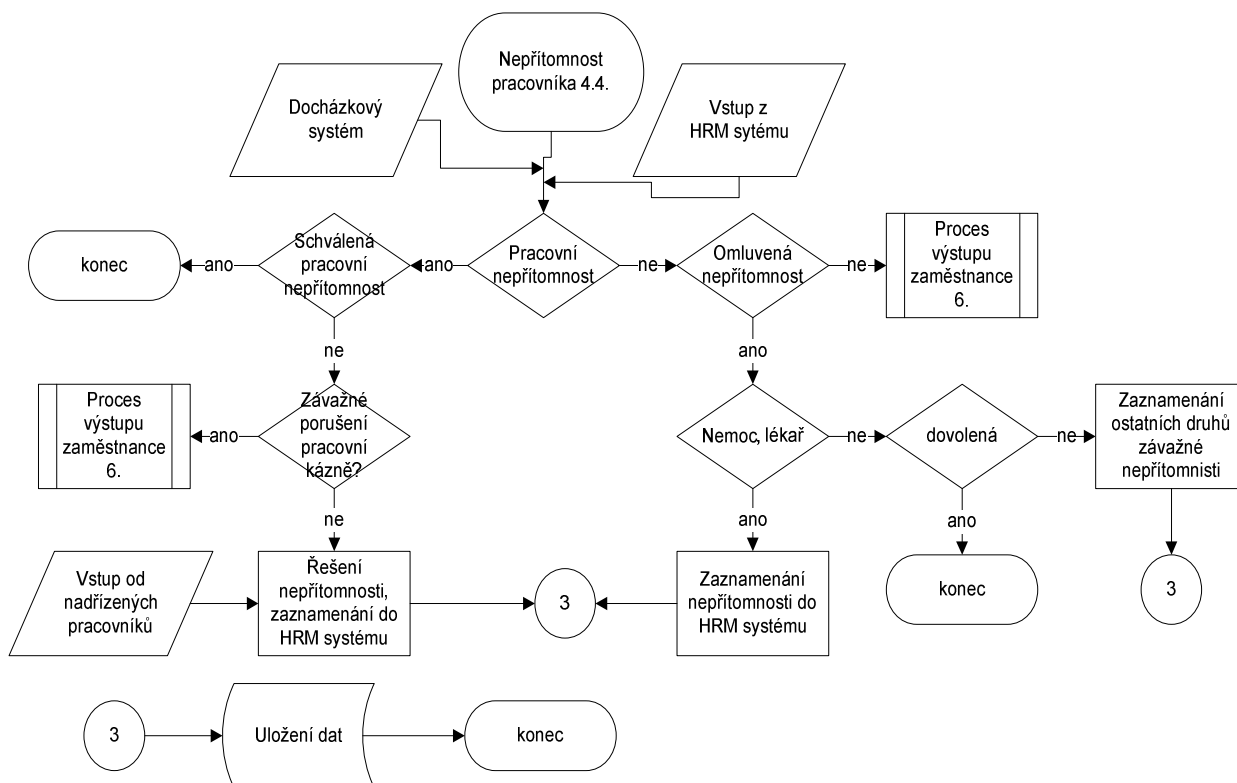 Nepřítomnost
pracovníka 4.4.
Docházkový
systém
Vstup z
HRM sytému
konec
ano
Schválená
pracovní
nepřítomnost
ano
Pracovní
nepřítomnost
ne
Omluvená
nepřítomnost
ne
Proces
výstupu
zaměstnance
6.
ne
ano
Proces
výstupu
zaměstnance
6.
ano
Závažné
porušení
pracovní
kázně?
Nemoc, lékař
ne
dovolená
ne
Zaznamenání
ostatních druhů
závažné
nepřítomnisti
ne
ano
ano
Vstup od
nadřízených
pracovníků
Řešení
nepřítomnosti,
zaznamenání do
HRM systému
3
Zaznamenání
nepřítomnosti do
HRM systému
konec
3
3
Uložení dat
konec